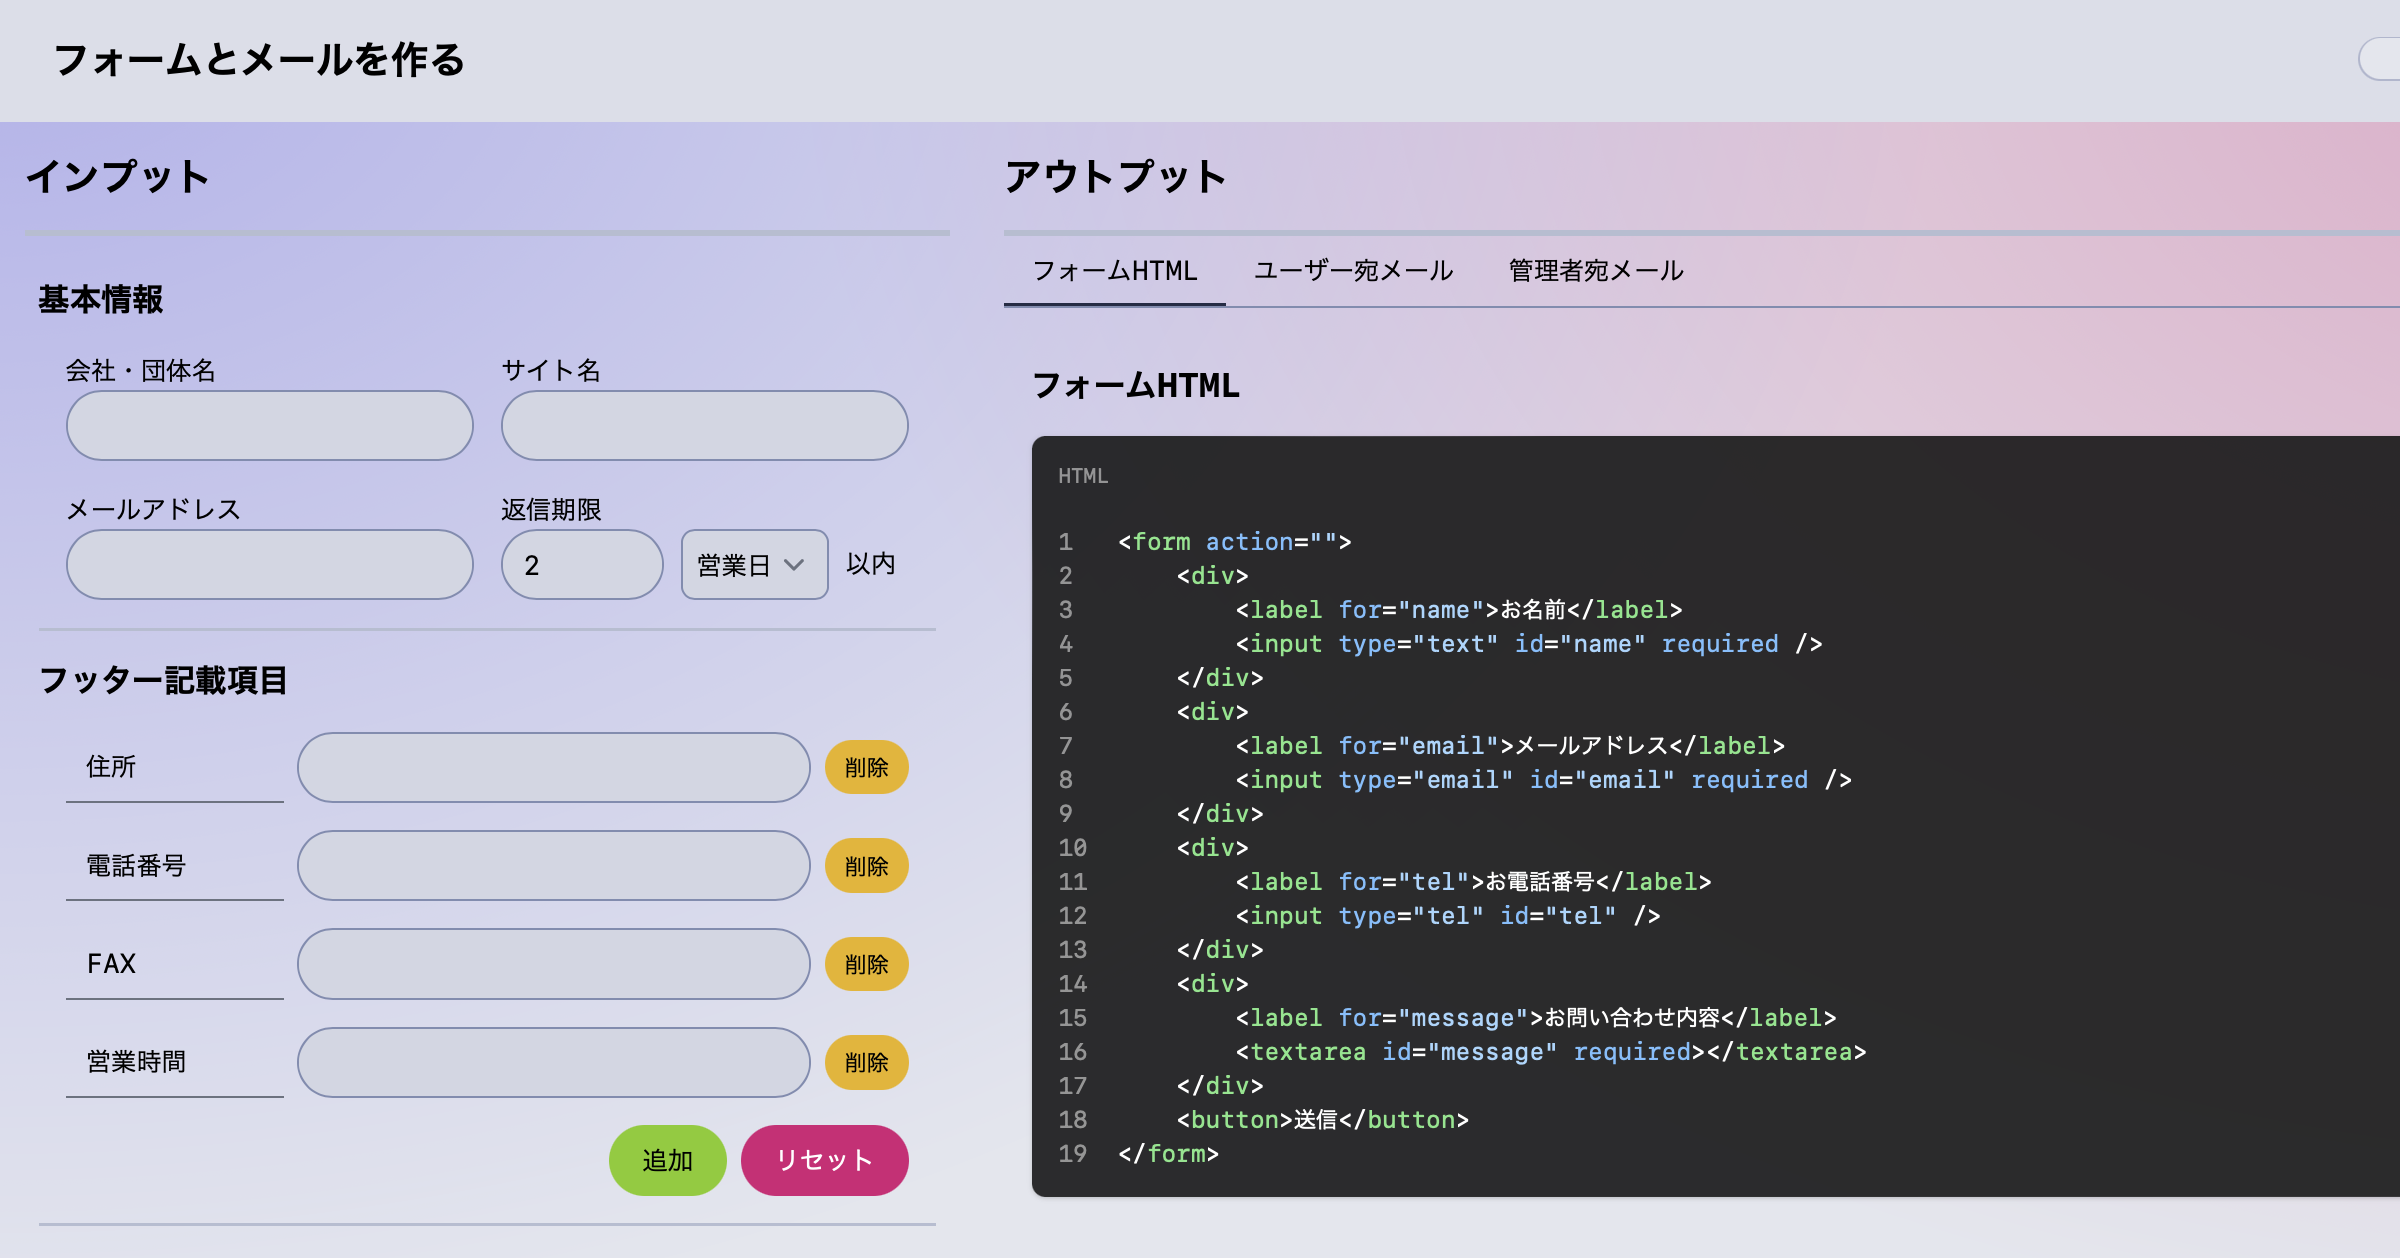 フォームとメールを作る
インプット
基本情報
会社・団体名 サイト名
メールアドレス 返信期限
2 営業日 以内
フッター記載項目
住所 削除
電話番号 削除
FAX 削除
営業時間 削除
追加 リセット
アウトプット
フォームHTML ユーザー宛メール 管理者宛メール
フォームHTML
HTML
1 <form action="">
2 <div>
3 <label for="name">お名前</label>
4 <input type="text" id="name" required />
5 </div>
6 <div>
7 <label for="email">メールアドレス</label>
8 <input type="email" id="email" required />
9 </div>
10 <div>
11 <label for="tel">お電話番号</label>
12 <input type="tel" id="tel" />
13 </div>
14 <div>
15 <label for="message">お問い合わせ内容</label>
16 <textarea id="message" required></textarea>
17 </div>
18 <button>送信</button>
19 </form>